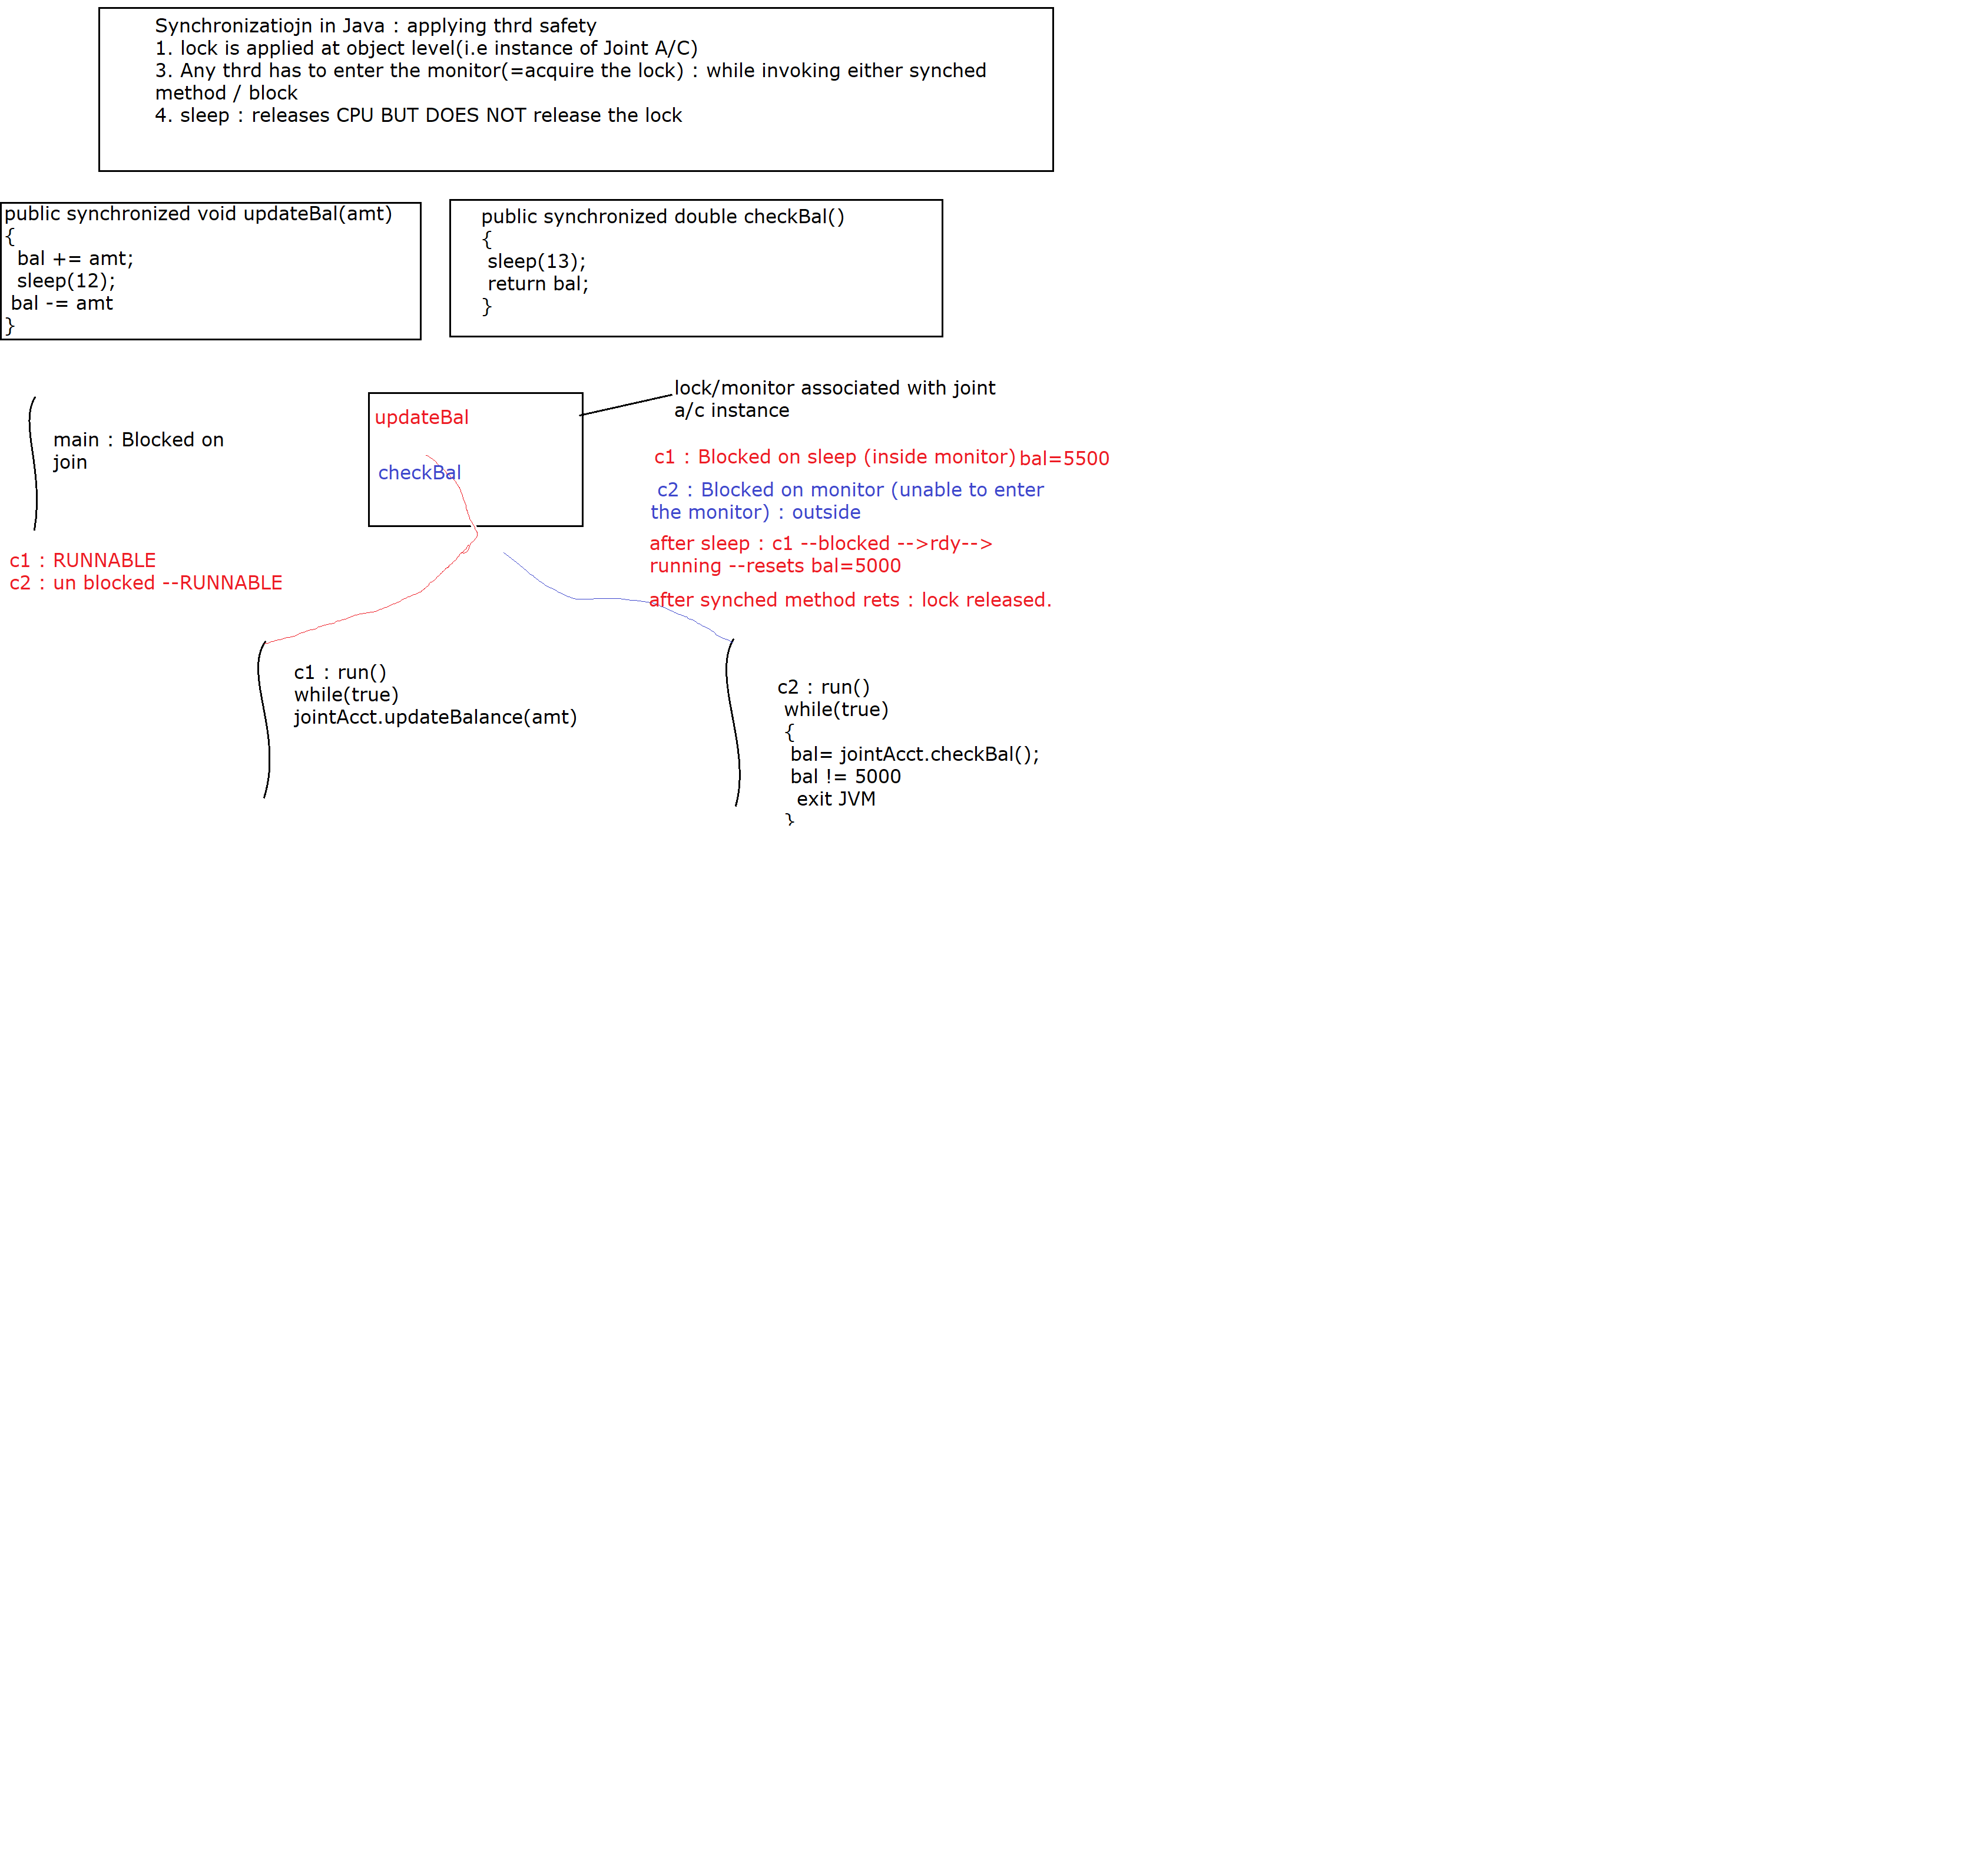 Synchronizatiojn in Java : applying thrd safety
1. lock is applied at object level(i.e instance of Joint A/C)
3. Any thrd has to enter the monitor(=acquire the lock) : while invoking either synched
method / block
4. sleep : releases CPU BUT DOES NOT release the lock
public synchronized void updateBal(amt)
{
bal += amt;
sleep(12);
bal -= amt
}
public synchronized double checkBal()
{
sleep(13);
return bal;
}
main : Blocked on
join
updateBal
checkBal
lock/monitor associated with joint
a/c instance
c1 : Blocked on sleep (inside monitor) bal=5500
c2 : Blocked on monitor (unable to enter
the monitor) : outside
after sleep : c1 --blocked -->rdy-->
running --resets bal=5000
after synched method rets : lock released.
c1 : RUNNABLE
c2 : un blocked --RUNNABLE
c1 : run()
while(true)
jointAcct.updateBalance(amt)
c2 : run()
while(true)
{
bal= jointAcct.checkBal();
bal != 5000
exit JVM
}